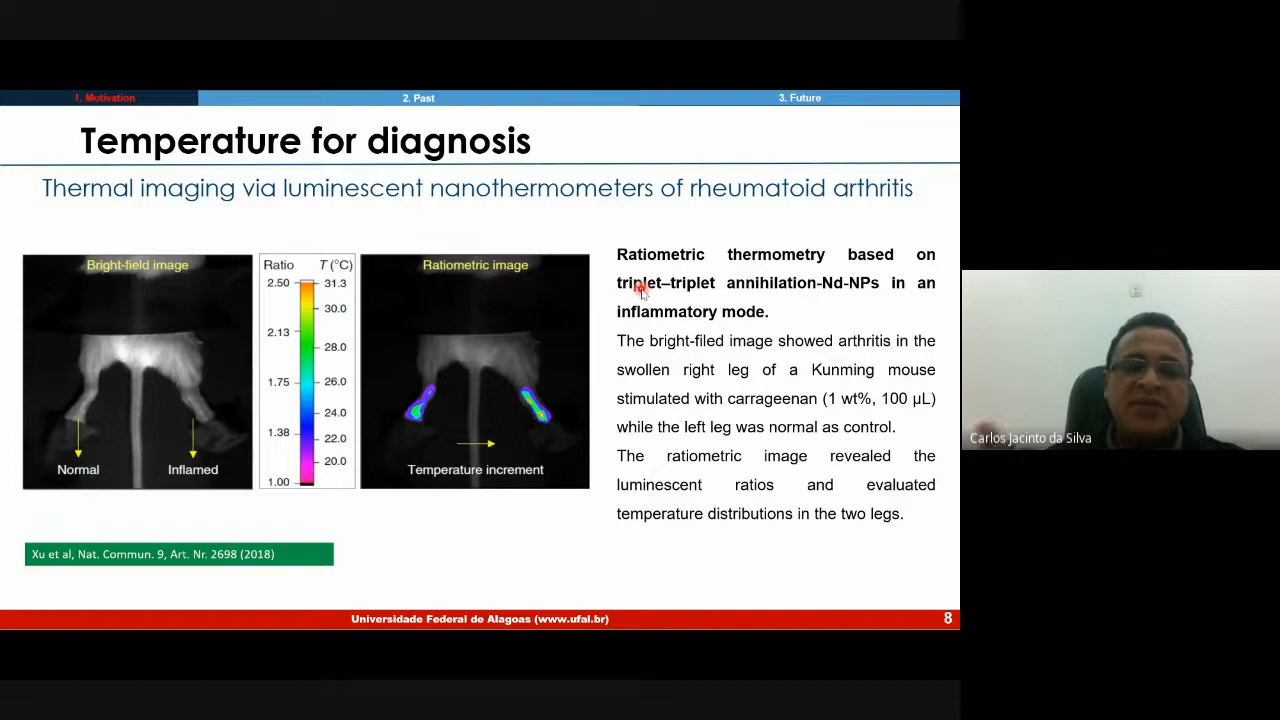 1. Motivation
2. Past
3. Future
Temperature for diagnosis
Thermal imaging via luminescent nanothermometers of rheumatoid arthritis
Bright-field image
Normal
Inflamed
Ratio T (°C)
2.50 31.3
30.0
2.13
28.0
1.75 26.0
24.0
1.38
22.0
20.0
1.00
Ratiometric image
Temperature increment
Ratiometric thermometry based on
triplet–triplet annihilation-Nd-NPs in an
inflammatory mode.
The bright-filed image showed arthritis in the
swollen right leg of a Kunming mouse
stimulated with carrageenan (1 wt%, 100 μL)
while the left leg was normal as control.
The ratiometric image revealed the
luminescent ratios and evaluated
temperature distributions in the two legs.
Xu et al, Nat. Commun. 9, Art. Nr. 2698 (2018)
Universidade Federal de Alagoas (www.ufal.br)
8
Carlos Jacinto da Silva